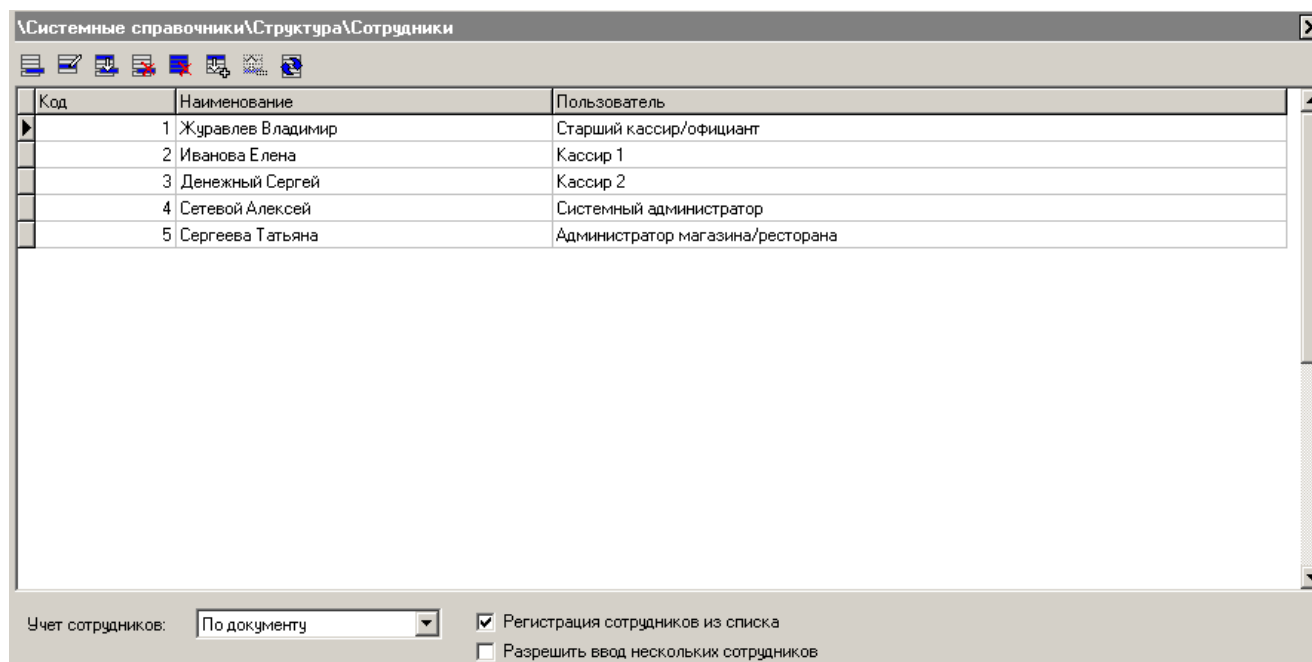 \Системные справочники\Структура\Сотрудники
Код Наименование Пользователь
1 Журавлев Владимир Старший кассир/официант
2 Иванова Елена Кассир 1
3 Денежный Сергей Кассир 2
4 Сетевой Алексей Системный администратор
5 Сергеева Татьяна Администратор магазина/ресторана
Учет сотрудников: По документу Регистрация сотрудников из списка
Разрешить ввод нескольких сотрудников